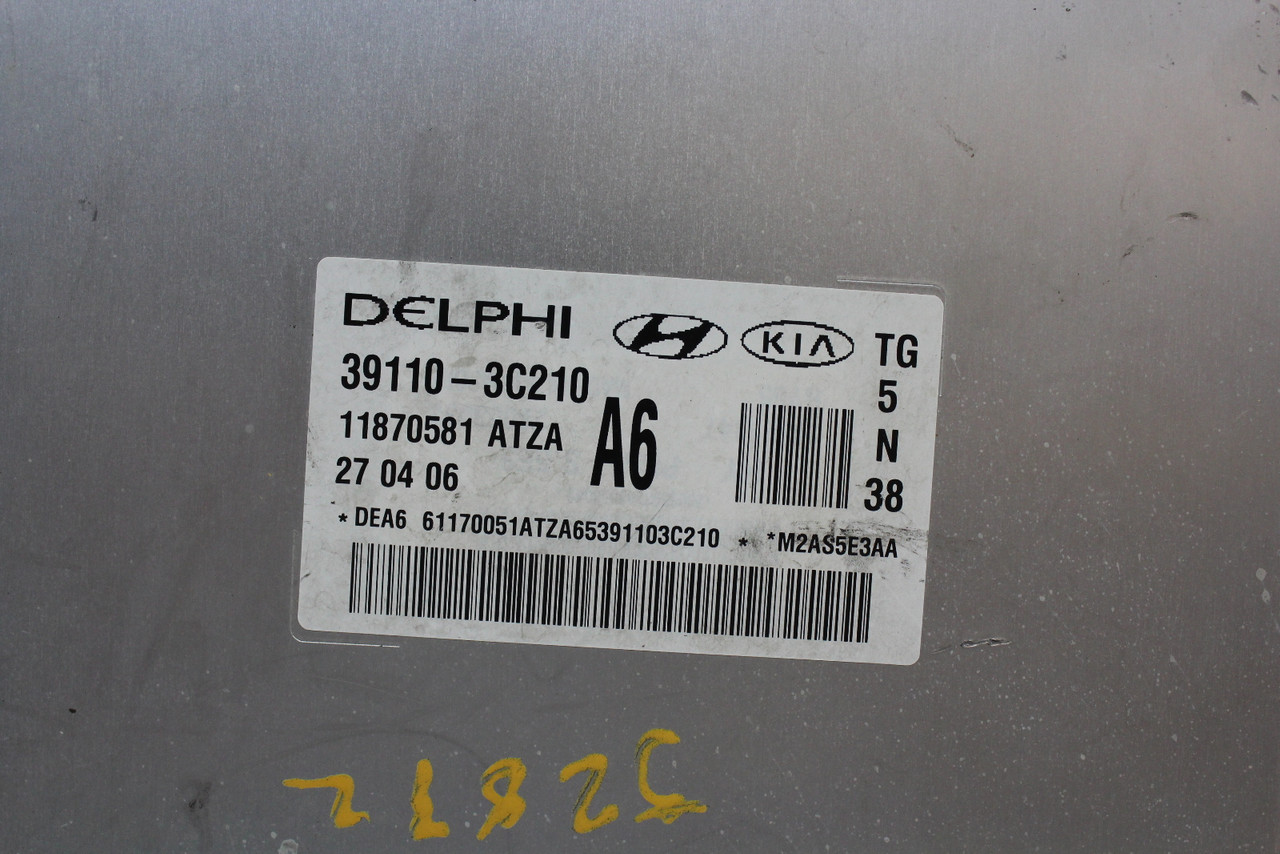 DELPHI KIA TG
39110-3C210 5
11870581 ATZA A6 N
27 04 06 38
*DEA6 61170051ATZA65391103C210 * *M2AS5E3AA